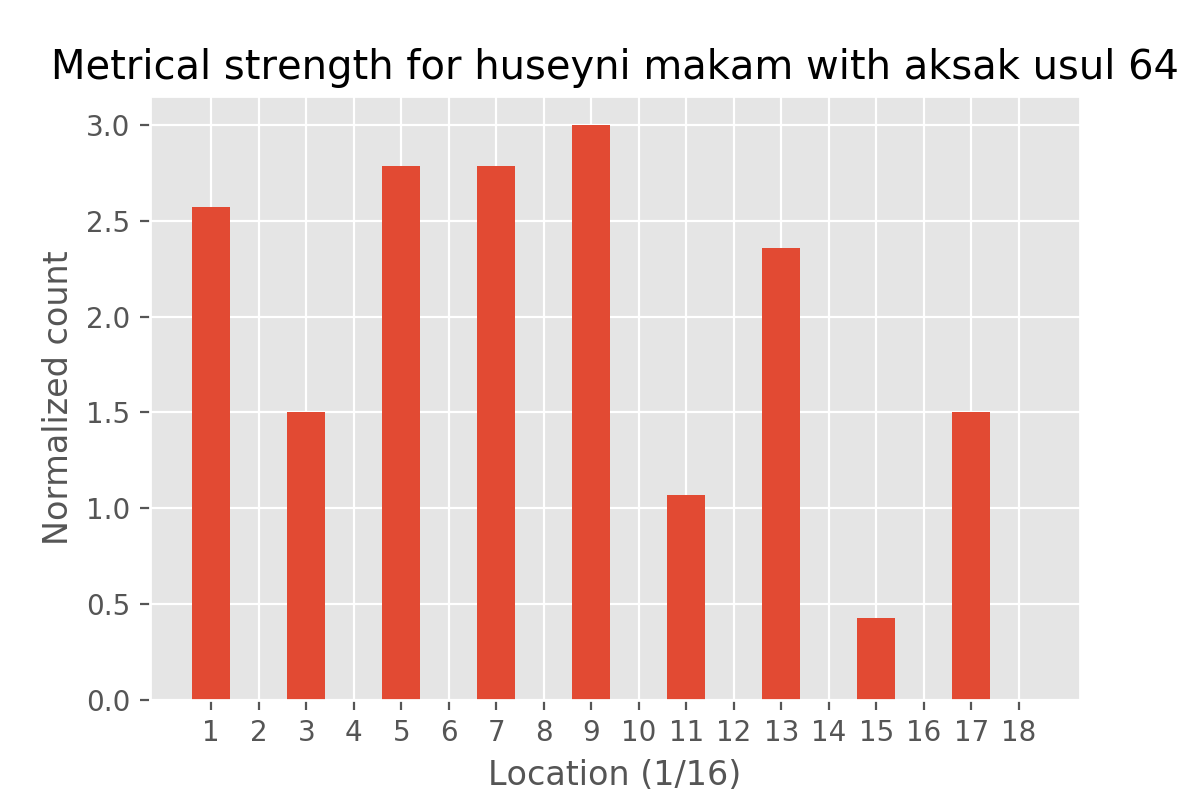 Metrical strength for huseyni makam with aksak usul 64
3.0
2.5
2.0
1.5
1.0
0.5
0.0
Normalized count
1 2 3 4 5 6 7 8 9 10 11 12 13 14 15 16 17 18
Location (1/16)